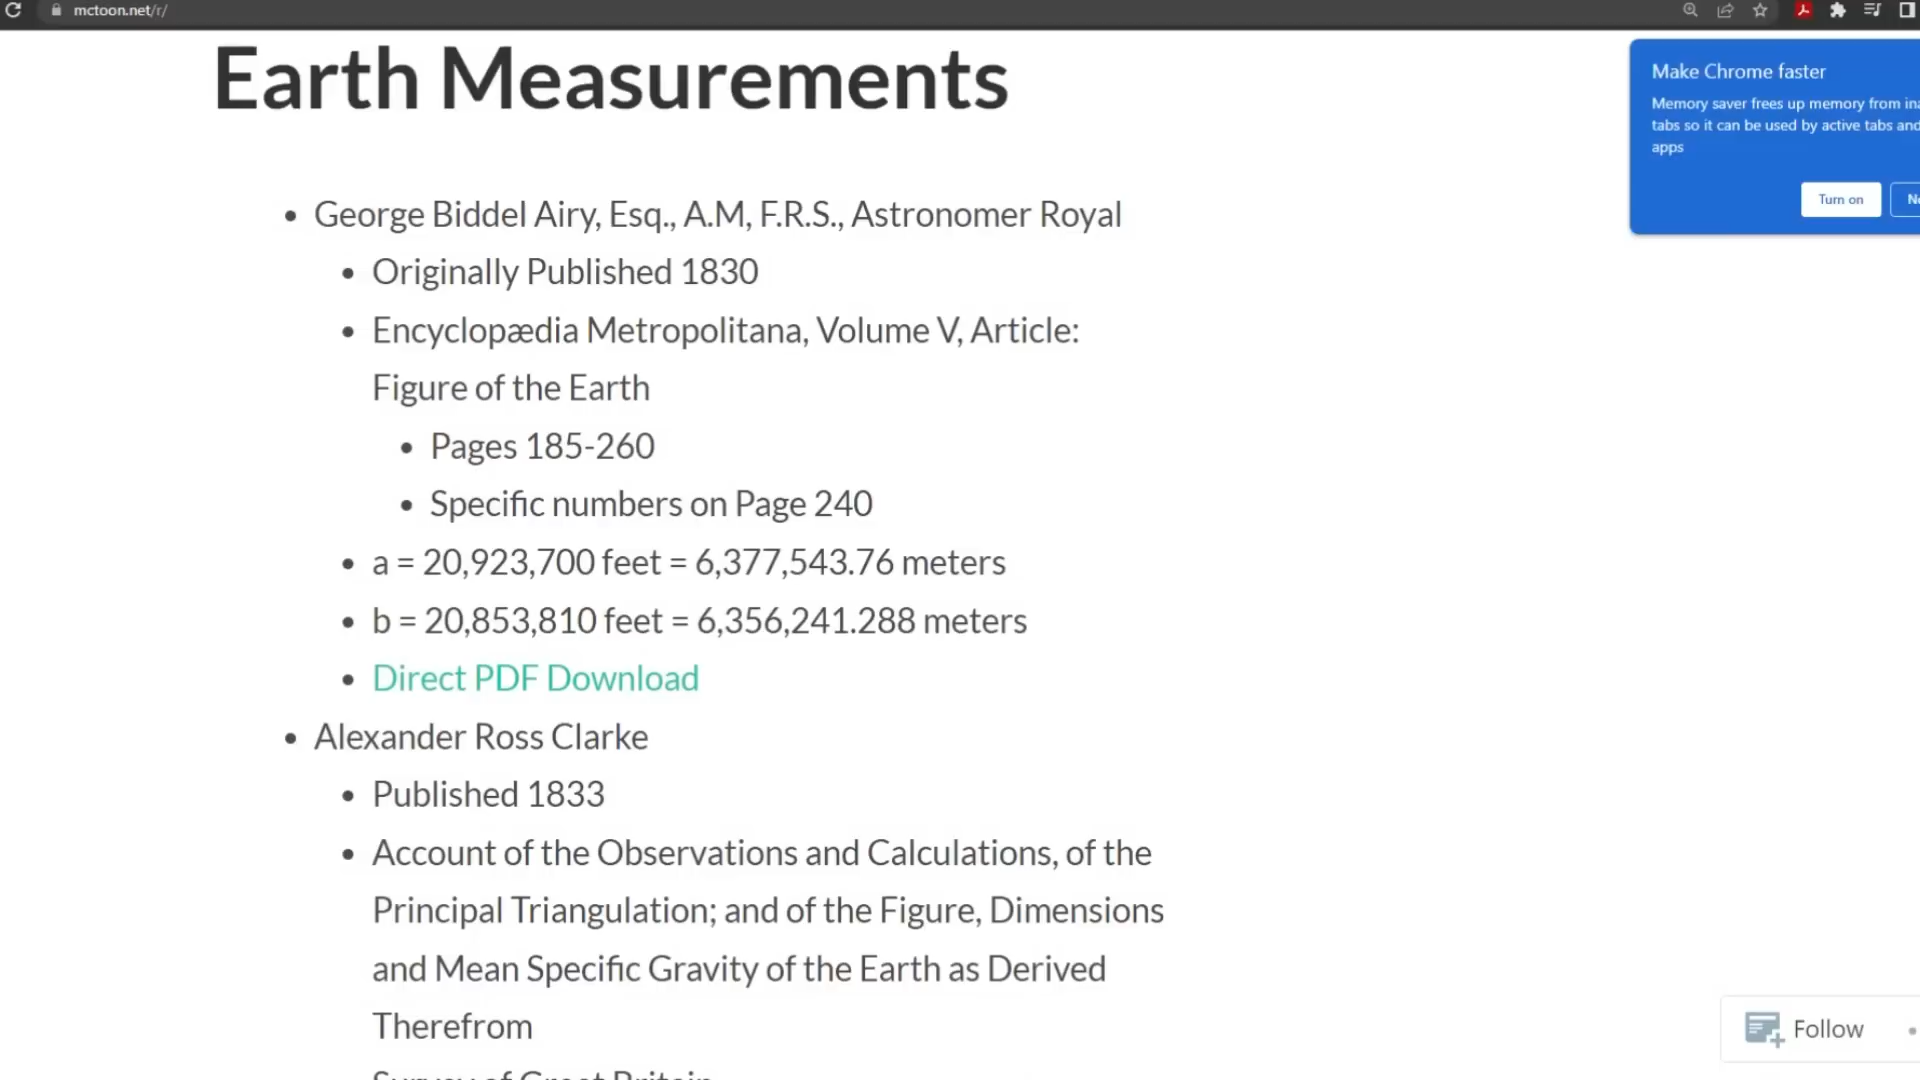 mctoon.net/r/
Earth Measurements
Make Chrome faster
Memory saver frees up memory from
tabs so it can be used by active tabs and
apps
Turn on
• George Biddel Airy, Esq., A.M, F.R.S., Astronomer Royal
• Originally Published 1830
• Encyclopædia Metropolitana, Volume V, Article:
Figure of the Earth
• Pages 185-260
• Specific numbers on Page 240
• a = 20,923,700 feet = 6,377,543.76 meters
• b = 20,853,810 feet = 6,356,241.288 meters
• Direct PDF Download
• Alexander Ross Clarke
• Published 1833
• Account of the Observations and Calculations, of the
Principal Triangulation; and of the Figure, Dimensions
and Mean Specific Gravity of the Earth as Derived
Therefrom
Survey of Great Britain
Follow